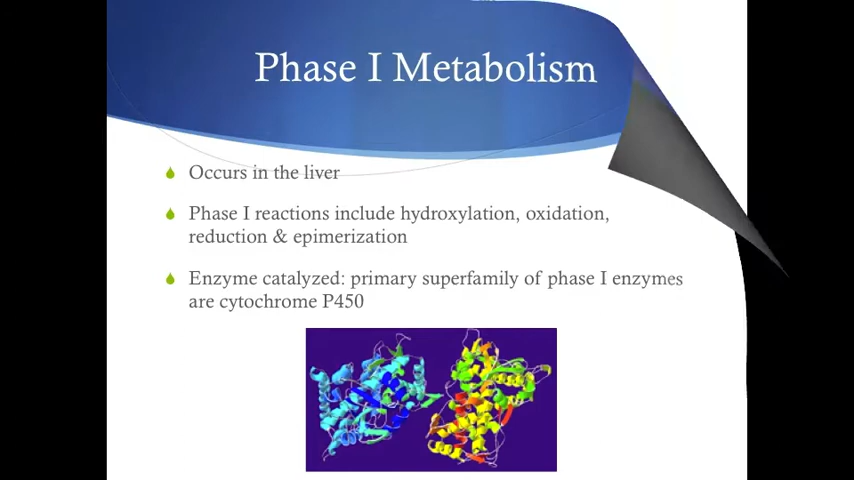 Phase I Metabolism
Occurs in the liver
Phase I reactions include hydroxylation, oxidation,
reduction & epimerization
Enzyme catalyzed: primary superfamily of phase I enzymes
are cytochrome P450